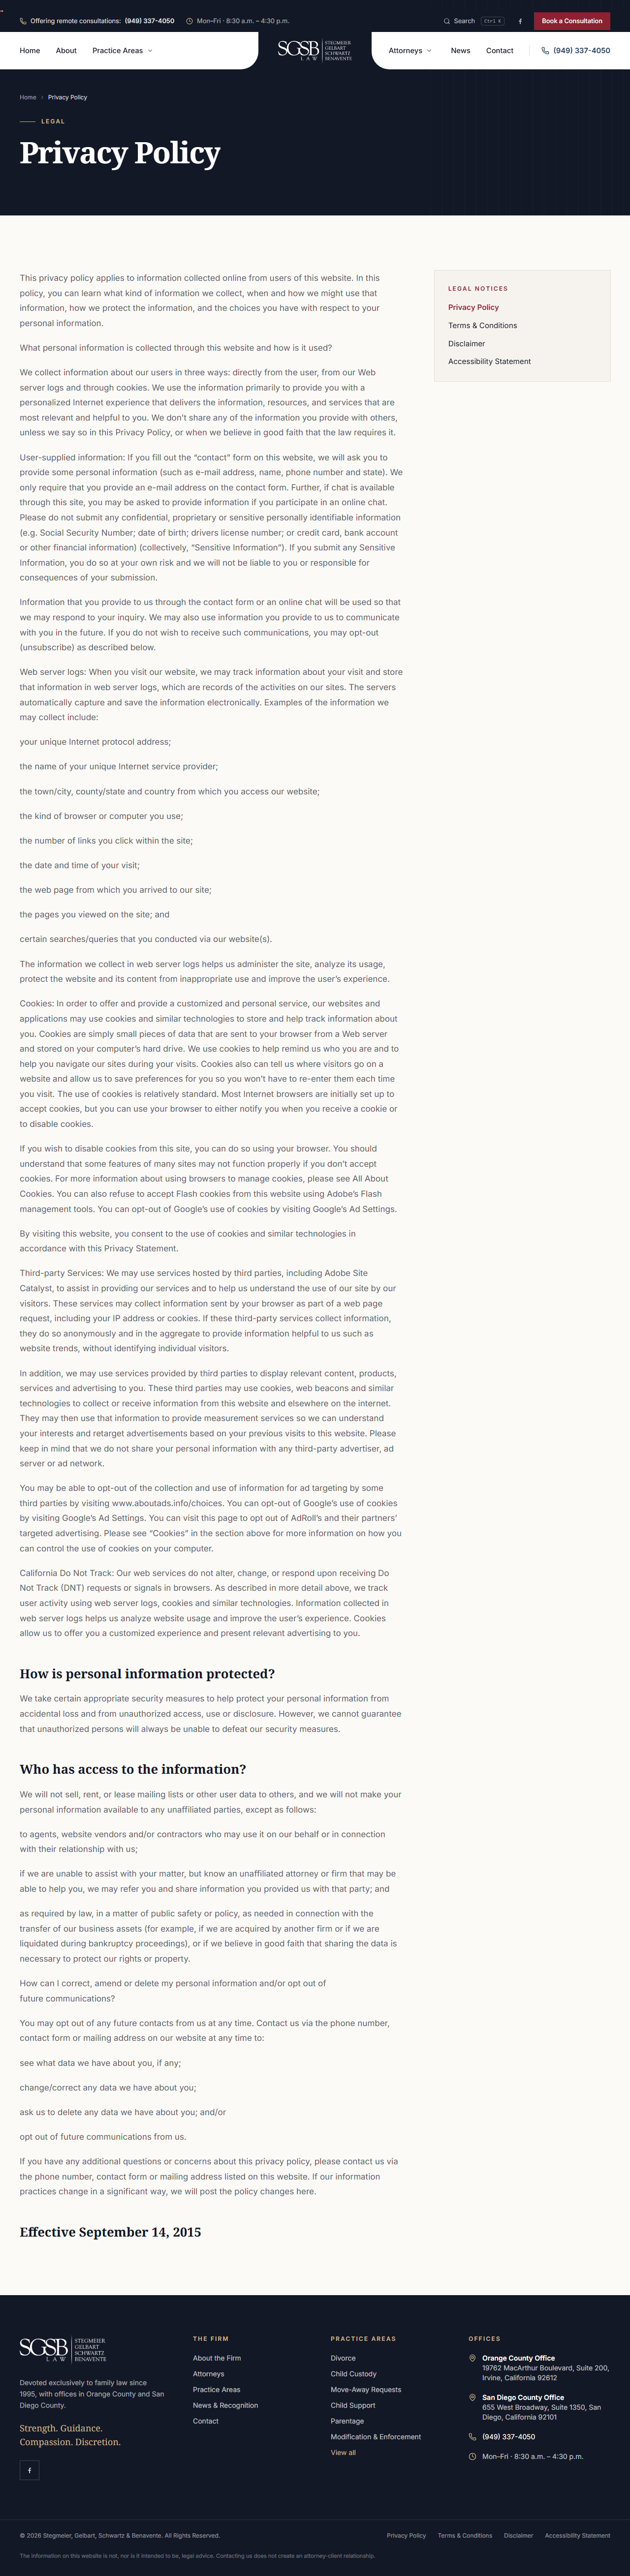 Offering remote consultations: (949) 337-4050
Mon–Fri · 8:30 a.m. – 4:30 p.m.
Search
Ctrl K
Book a Consultation
Home
About
Practice Areas
SGSB LAW
STEGMEIER
GELBART
SCHWARTZ
BENAVENTE
Attorneys
News
Contact
(949) 337-4050
Home
Privacy Policy
LEGAL
Privacy Policy
This privacy policy applies to information collected online from users of this website. In this
policy, you can learn what kind of information we collect, when and how we might use that
information, how we protect the information, and the choices you have with respect to your
personal information.
What personal information is collected through this website and how is it used?
We collect information about our users in three ways: directly from the user, from our Web
server logs and through cookies. We use the information primarily to provide you with a
personalized Internet experience that delivers the information, resources, and services that are
most relevant and helpful to you. We don’t share any of the information you provide with others,
unless we say so in this Privacy Policy, or when we believe in good faith that the law requires it.
User-supplied information: If you fill out the “contact” form on this website, we will ask you to
provide some personal information (such as e-mail address, name, phone number and state). We
only require that you provide an e-mail address on the contact form. Further, if chat is available
through this site, you may be asked to provide information if you participate in an online chat.
Please do not submit any confidential, proprietary or sensitive personally identifiable information
(e.g. Social Security Number; date of birth; drivers license number; or credit card, bank account
or other financial information) (collectively, “Sensitive Information”). If you submit any Sensitive
Information, you do so at your own risk and we will not be liable to you or responsible for
consequences of your submission.
Information that you provide to us through the contact form or an online chat will be used so that
we may respond to your inquiry. We may also use information you provide to us to communicate
with you in the future. If you do not wish to receive such communications, you may opt-out
(unsubscribe) as described below.
Web server logs: When you visit our website, we may track information about your visit and store
that information in web server logs, which are records of the activities on our sites. The servers
automatically capture and save the information electronically. Examples of the information we
may collect include:
your unique Internet protocol address;
the name of your unique Internet service provider;
the town/city, county/state and country from which you access our website;
the kind of browser or computer you use;
the number of links you click within the site;
the date and time of your visit;
the web page from which you arrived to our site;
the pages you viewed on the site; and
certain searches/queries that you conducted via our website(s).
The information we collect in web server logs helps us administer the site, analyze its usage,
protect the website and its content from inappropriate use and improve the user’s experience.
Cookies: In order to offer and provide a customized and personal service, our websites and
applications may use cookies and similar technologies to store and help track information about
you. Cookies are simply small pieces of data that are sent to your browser from a Web server
and stored on your computer’s hard drive. We use cookies to help remind us who you are and to
help you navigate our sites during your visits. Cookies also can tell us where visitors go on a
website and allow us to save preferences for you so you won’t have to re-enter them each time
you visit. The use of cookies is relatively standard. Most Internet browsers are initially set up to
accept cookies, but you can use your browser to either notify you when you receive a cookie or
to disable cookies.
If you wish to disable cookies from this site, you can do so using your browser. You should
understand that some features of many sites may not function properly if you don’t accept
cookies. For more information about using browsers to manage cookies, please see All About
Cookies. You can also refuse to accept Flash cookies from this website using Adobe’s Flash
management tools. You can opt-out of Google’s use of cookies by visiting Google’s Ad Settings.
By visiting this website, you consent to the use of cookies and similar technologies in
accordance with this Privacy Statement.
Third-party Services: We may use services hosted by third parties, including Adobe Site
Catalyst, to assist in providing our services and to help us understand the use of our site by our
visitors. These services may collect information sent by your browser as part of a web page
request, including your IP address or cookies. If these third-party services collect information,
they do so anonymously and in the aggregate to provide information helpful to us such as
website trends, without identifying individual visitors.
In addition, we may use services provided by third parties to display relevant content, products,
services and advertising to you. These third parties may use cookies, web beacons and similar
technologies to collect or receive information from this website and elsewhere on the internet.
They may then use that information to provide measurement services so we can understand
your interests and retarget advertisements based on your previous visits to this website. Please
keep in mind that we do not share your personal information with any third-party advertiser, ad
server or ad network.
You may be able to opt-out of the collection and use of information for ad targeting by some
third parties by visiting www.aboutads.info/choices. You can opt-out of Google’s use of cookies
by visiting Google’s Ad Settings. You can visit this page to opt out of AdRoll’s and their partners’
targeted advertising. Please see “Cookies” in the section above for more information on how you
can control the use of cookies on your computer.
California Do Not Track: Our web services do not alter, change, or respond upon receiving Do
Not Track (DNT) requests or signals in browsers. As described in more detail above, we track
user activity using web server logs, cookies and similar technologies. Information collected in
web server logs helps us analyze website usage and improve the user’s experience. Cookies
allow us to offer you a customized experience and present relevant advertising to you.
How is personal information protected?
We take certain appropriate security measures to help protect your personal information from
accidental loss and from unauthorized access, use or disclosure. However, we cannot guarantee
that unauthorized persons will always be unable to defeat our security measures.
Who has access to the information?
We will not sell, rent, or lease mailing lists or other user data to others, and we will not make your
personal information available to any unaffiliated parties, except as follows:
to agents, website vendors and/or contractors who may use it on our behalf or in connection
with their relationship with us;
if we are unable to assist with your matter, but know an unaffiliated attorney or firm that may be
able to help you, we may refer you and share information you provided us with that party; and
as required by law, in a matter of public safety or policy, as needed in connection with the
transfer of our business assets (for example, if we are acquired by another firm or if we are
liquidated during bankruptcy proceedings), or if we believe in good faith that sharing the data is
necessary to protect our rights or property.
How can I correct, amend or delete my personal information and/or opt out of
future communications?
You may opt out of any future contacts from us at any time. Contact us via the phone number,
contact form or mailing address on our website at any time to:
see what data we have about you, if any;
change/correct any data we have about you;
ask us to delete any data we have about you; and/or
opt out of future communications from us.
If you have any additional questions or concerns about this privacy policy, please contact us via
the phone number, contact form or mailing address listed on this website. If our information
practices change in a significant way, we will post the policy changes here.
Effective September 14, 2015
LEGAL NOTICES
Privacy Policy
Terms & Conditions
Disclaimer
Accessibility Statement
SGSB LAW
STEGMEIER
GELBART
SCHWARTZ
BENAVENTE
Devoted exclusively to family law since
1995, with offices in Orange County and San
Diego County.
Strength. Guidance.
Compassion. Discretion.
THE FIRM
About the Firm
Attorneys
Practice Areas
News & Recognition
Contact
PRACTICE AREAS
Divorce
Child Custody
Move-Away Requests
Child Support
Parentage
Modification & Enforcement
View all
OFFICES
Orange County Office
19762 MacArthur Boulevard, Suite 200,
Irvine, California 92612
San Diego County Office
655 West Broadway, Suite 1350, San
Diego, California 92101
(949) 337-4050
Mon–Fri · 8:30 a.m. – 4:30 p.m.
© 2026 Stegmeier, Gelbart, Schwartz & Benavente. All Rights Reserved.
Privacy Policy
Terms & Conditions
Disclaimer
Accessibility Statement
The information on this website is not, nor is it intended to be, legal advice. Contacting us does not create an attorney-client relationship.